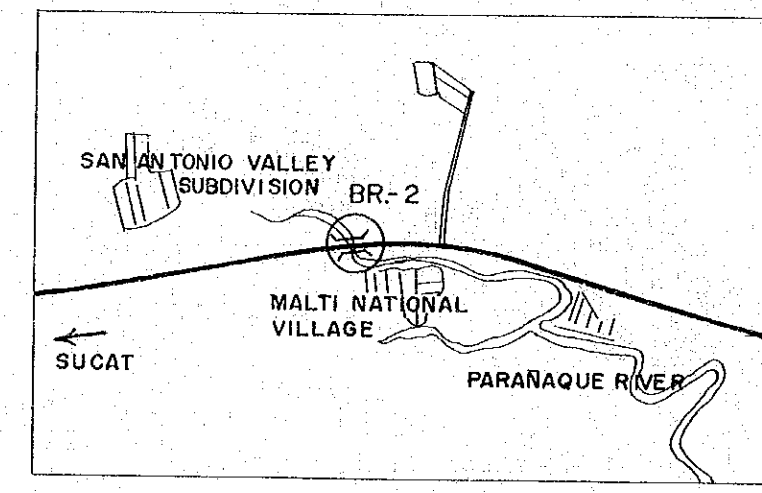 SAN ANTONIO VALLEY
SUBDIVISION
BR.-2
MALTI NATIONAL
VILLAGE
SUCAT
PARAÑAQUE RIVER